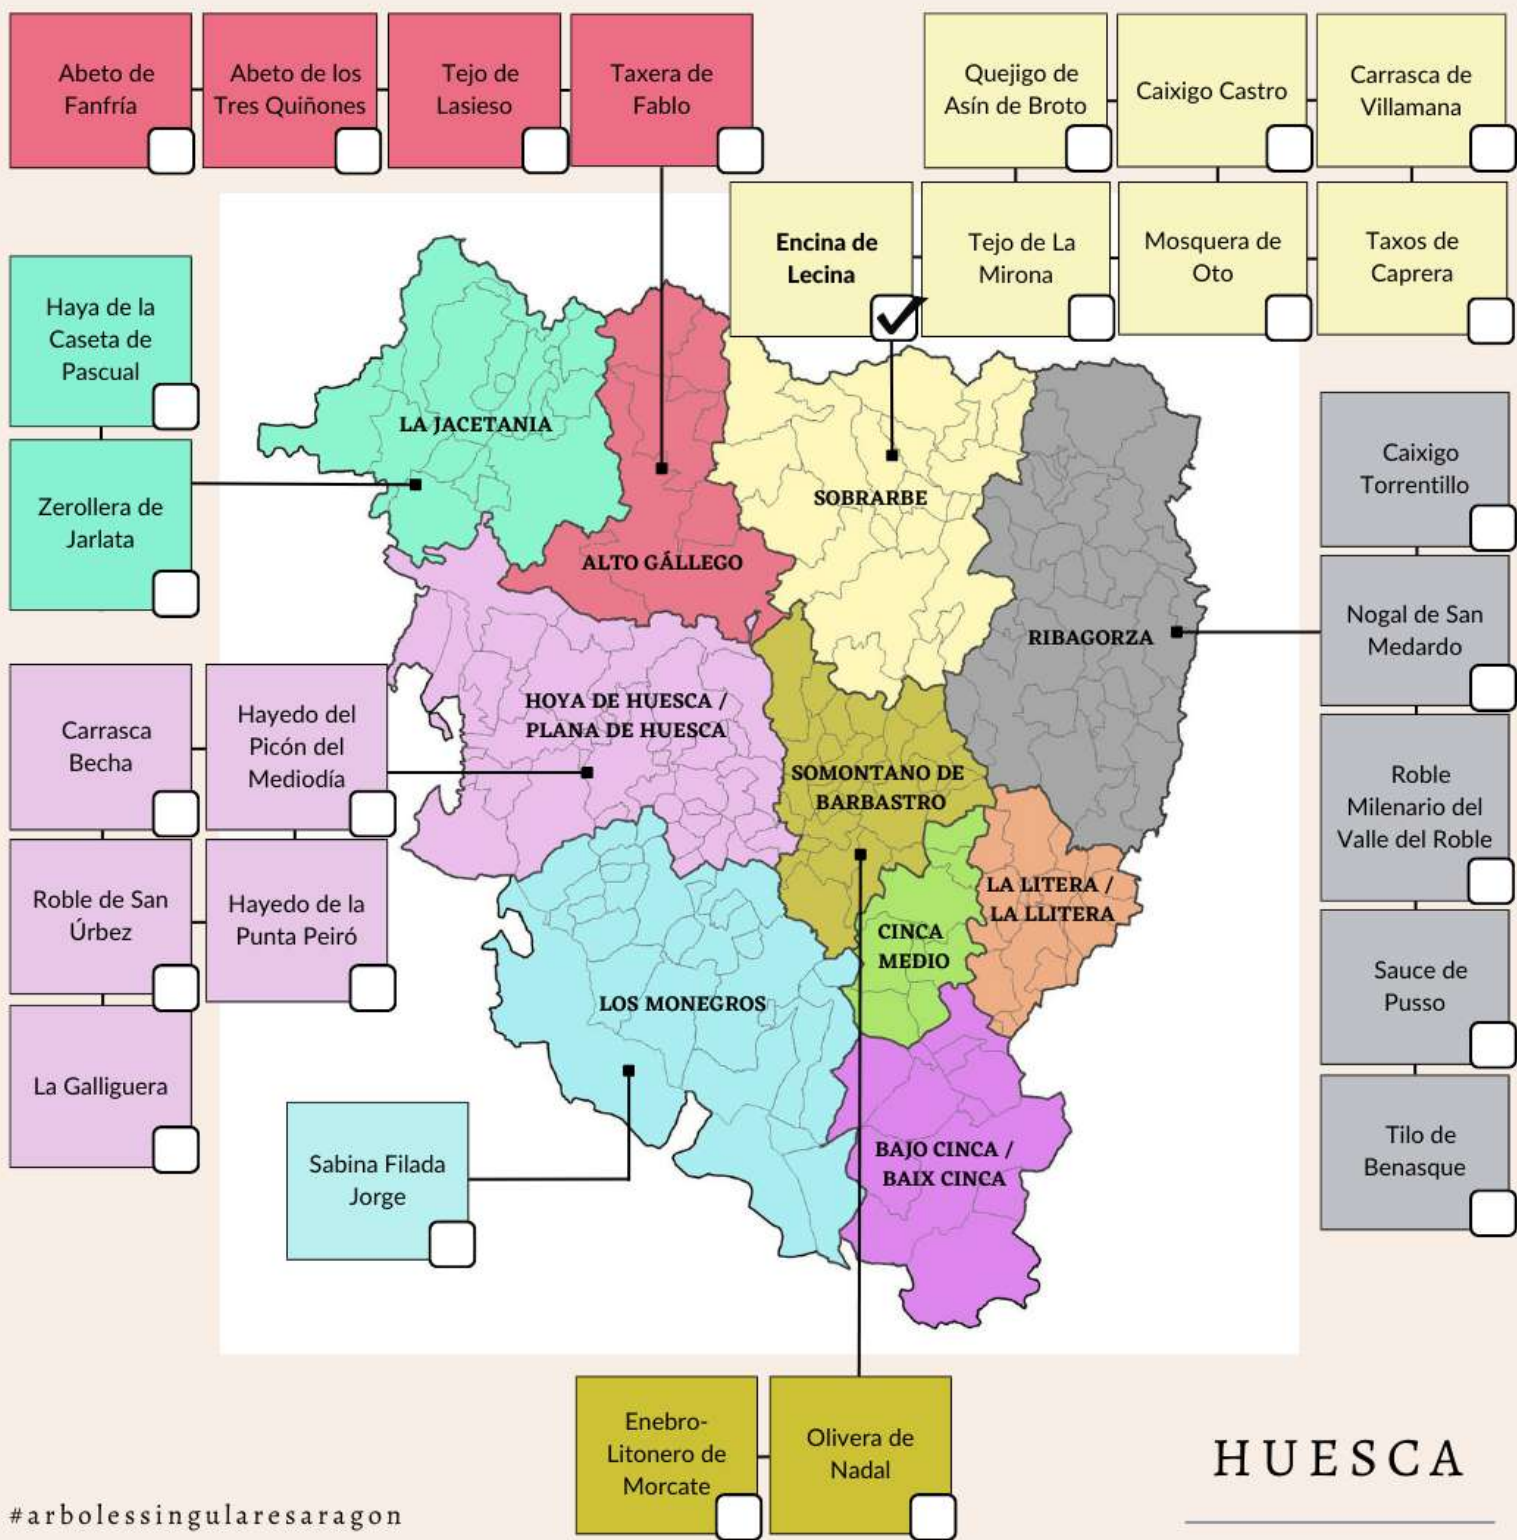 Abeto de
Fanfría
Abeto de los
Tres Quiñones
Tejo de
Lasieso
Taxera de
Fablo
Quejigo de
Asín de Broto
Caixigo Castro
Carrasca de
Villamana
Encina de
Lecina
Tejo de La
Mirona
Mosquera de
Oto
Taxos de
Caprera
Haya de la
Caseta de
Pascual
Zerollera de
Jarlata
LA JACETANIA
ALTO GÁLLEGO
SOBRARBE
RIBAGORZA
Caixigo
Torrentillo
Nogal de San
Medardo
Roble
Milenario del
Valle del Roble
Sauce de
Pusso
Tilo de
Benasque
Carrasca
Becha
Hayedo del
Picón del
Mediodía
Roble de San
Úrbez
Hayedo de la
Punta Peiró
La Galliguera
HOYA DE HUESCA /
PLANA DE HUESCA
SOMONTANO DE
BARBASTRO
LA LITERA /
LA LLITERA
CINCA
MEDIO
LOS MONEGROS
BAJO CINCA /
BAIX CINCA
Sabina Filada
Jorge
Enebro-
Litonero de
Morcate
Olivera de
Nadal
HUESCA
#arbolessingularesaragon